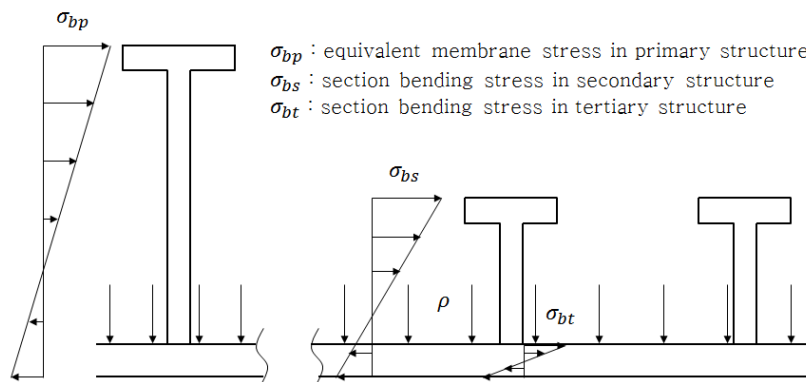 σbp
σbp : equivalent membrane stress in primary structure
σbs : section bending stress in secondary structure
σbt : section bending stress in tertiary structure
σbs
ρ
σbt